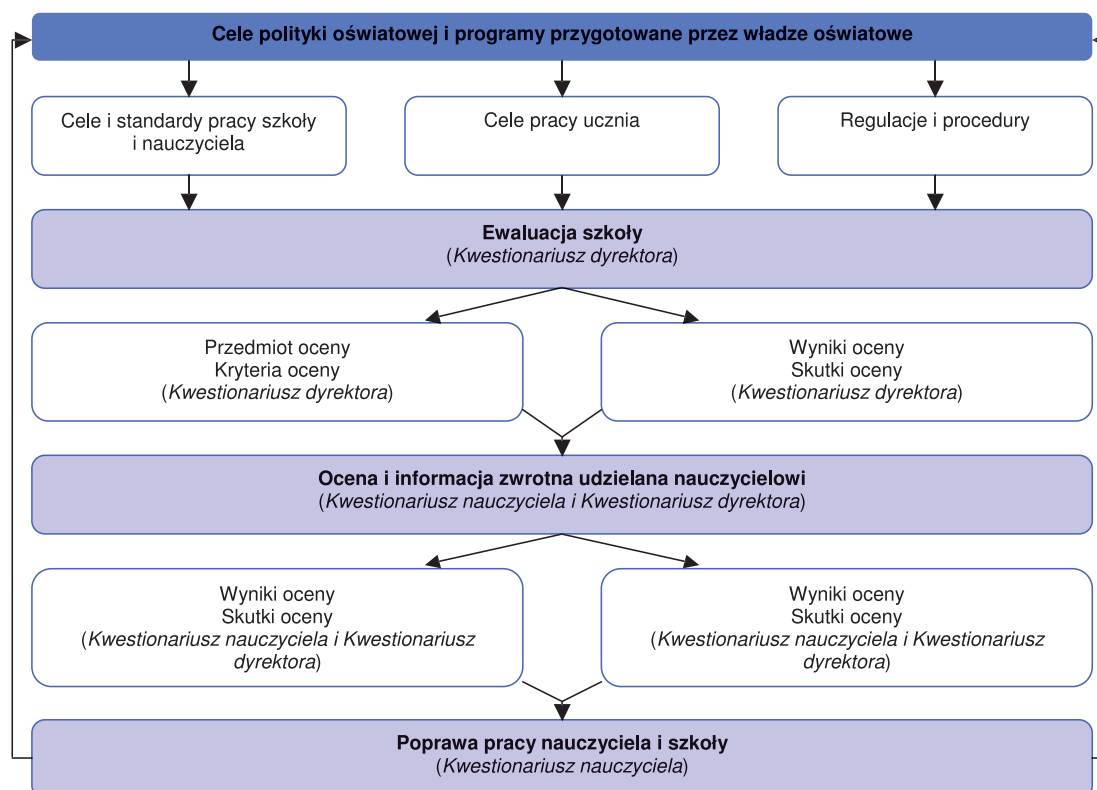 Cele polityki oświatowej i programy przygotowane przez władze oświatowe
Cele i standardy pracy szkoły
i nauczyciela
Cele pracy ucznia
Regulacje i procedury
Ewaluacja szkoły
(Kwestionariusz dyrektora)
Przedmiot oceny
Kryteria oceny
(Kwestionariusz dyrektora)
Wyniki oceny
Skutki oceny
(Kwestionariusz dyrektora)
Ocena i informacja zwrotna udzielana nauczycielowi
(Kwestionariusz nauczyciela i Kwestionariusz dyrektora)
Wyniki oceny
Skutki oceny
(Kwestionariusz nauczyciela i Kwestionariusz
dyrektora)
Wyniki oceny
Skutki oceny
(Kwestionariusz nauczyciela i Kwestionariusz
dyrektora)
Poprawa pracy nauczyciela i szkoły
(Kwestionariusz nauczyciela)